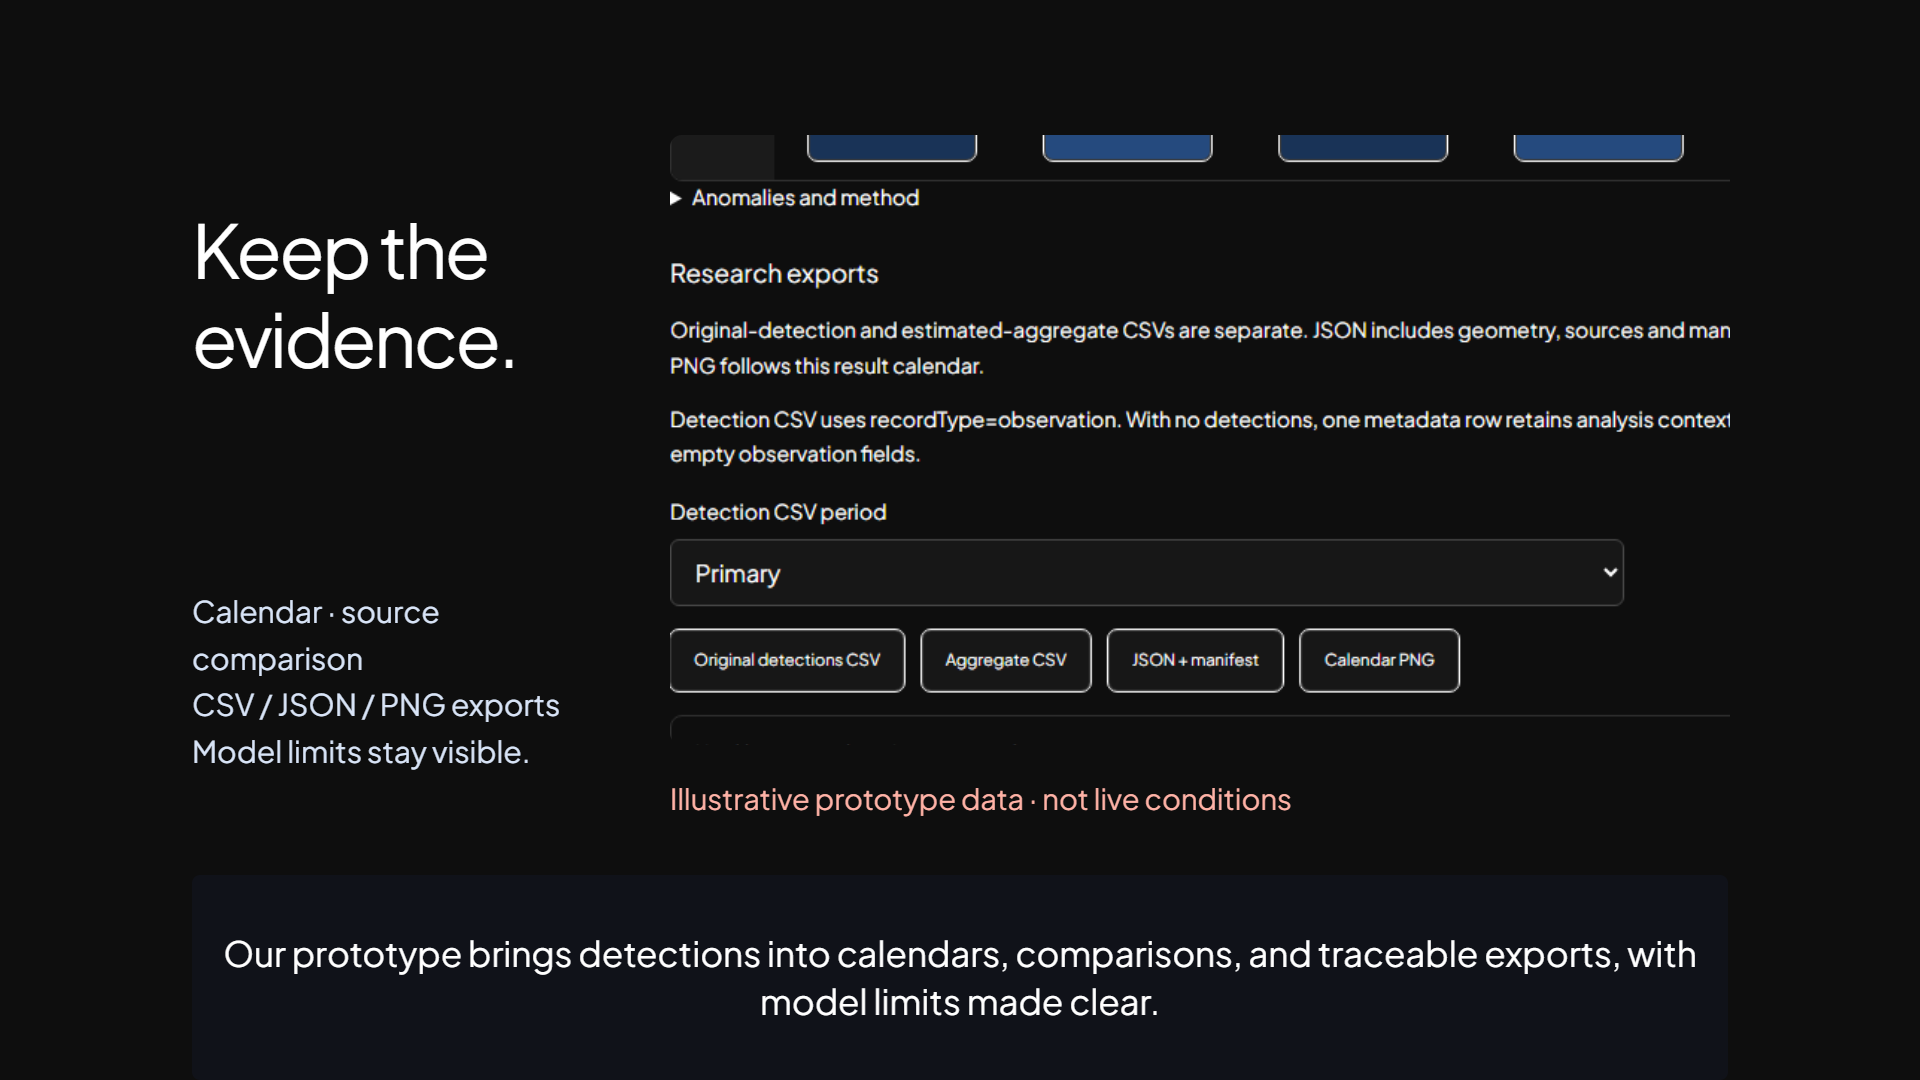 Keep the
evidence.
Calendar · source
comparison
CSV / JSON / PNG exports
Model limits stay visible.
Anomalies and method
Research exports
Original-detection and estimated-aggregate CSVs are separate. JSON includes geometry, sources and man
PNG follows this result calendar.
Detection CSV uses recordType=observation. With no detections, one metadata row retains analysis context
empty observation fields.
Detection CSV period
Primary
Original detections CSV
Aggregate CSV
JSON + manifest
Calendar PNG
Illustrative prototype data · not live conditions
Our prototype brings detections into calendars, comparisons, and traceable exports, with
model limits made clear.